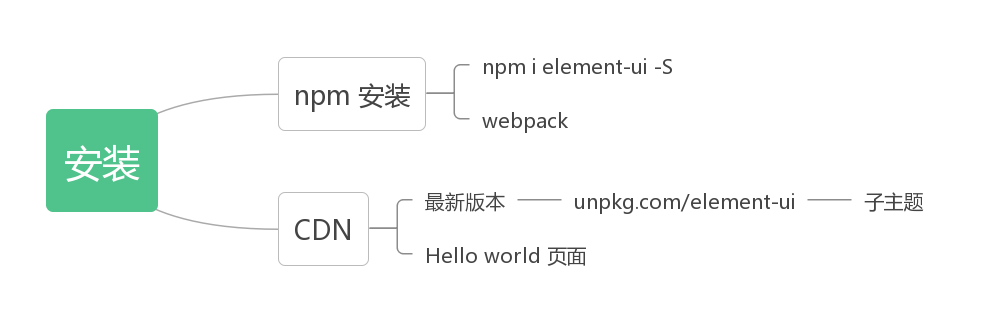 安装
npm 安装
npm i element-ui -S
webpack
CDN
最新版本
unpkg.com/element-ui
子主题
Hello world 页面